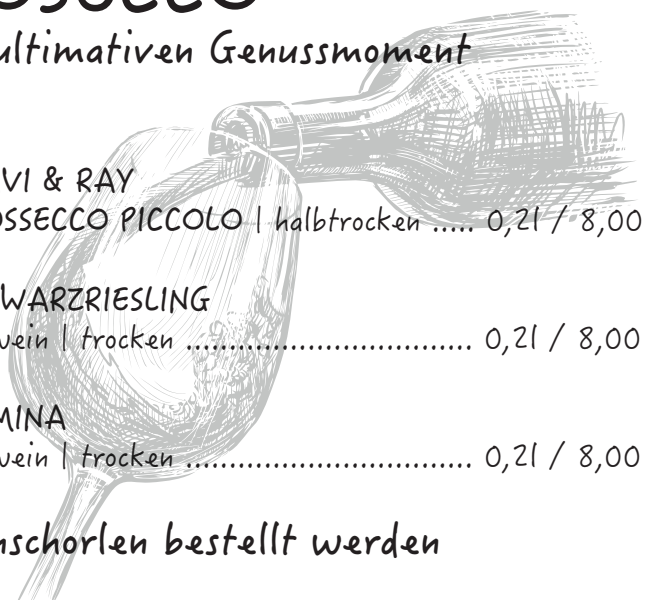 OSECCO
ultimativen Genussmoment
VI & RAY
OSSECCO PICCOLO | halbtrocken ..... 0,2l / 8,00
WARZRIESLING
wein | trocken ................................. 0,2l / 8,00
MINA
wein | trocken ................................. 0,2l / 8,00
nschorlen bestellt werden